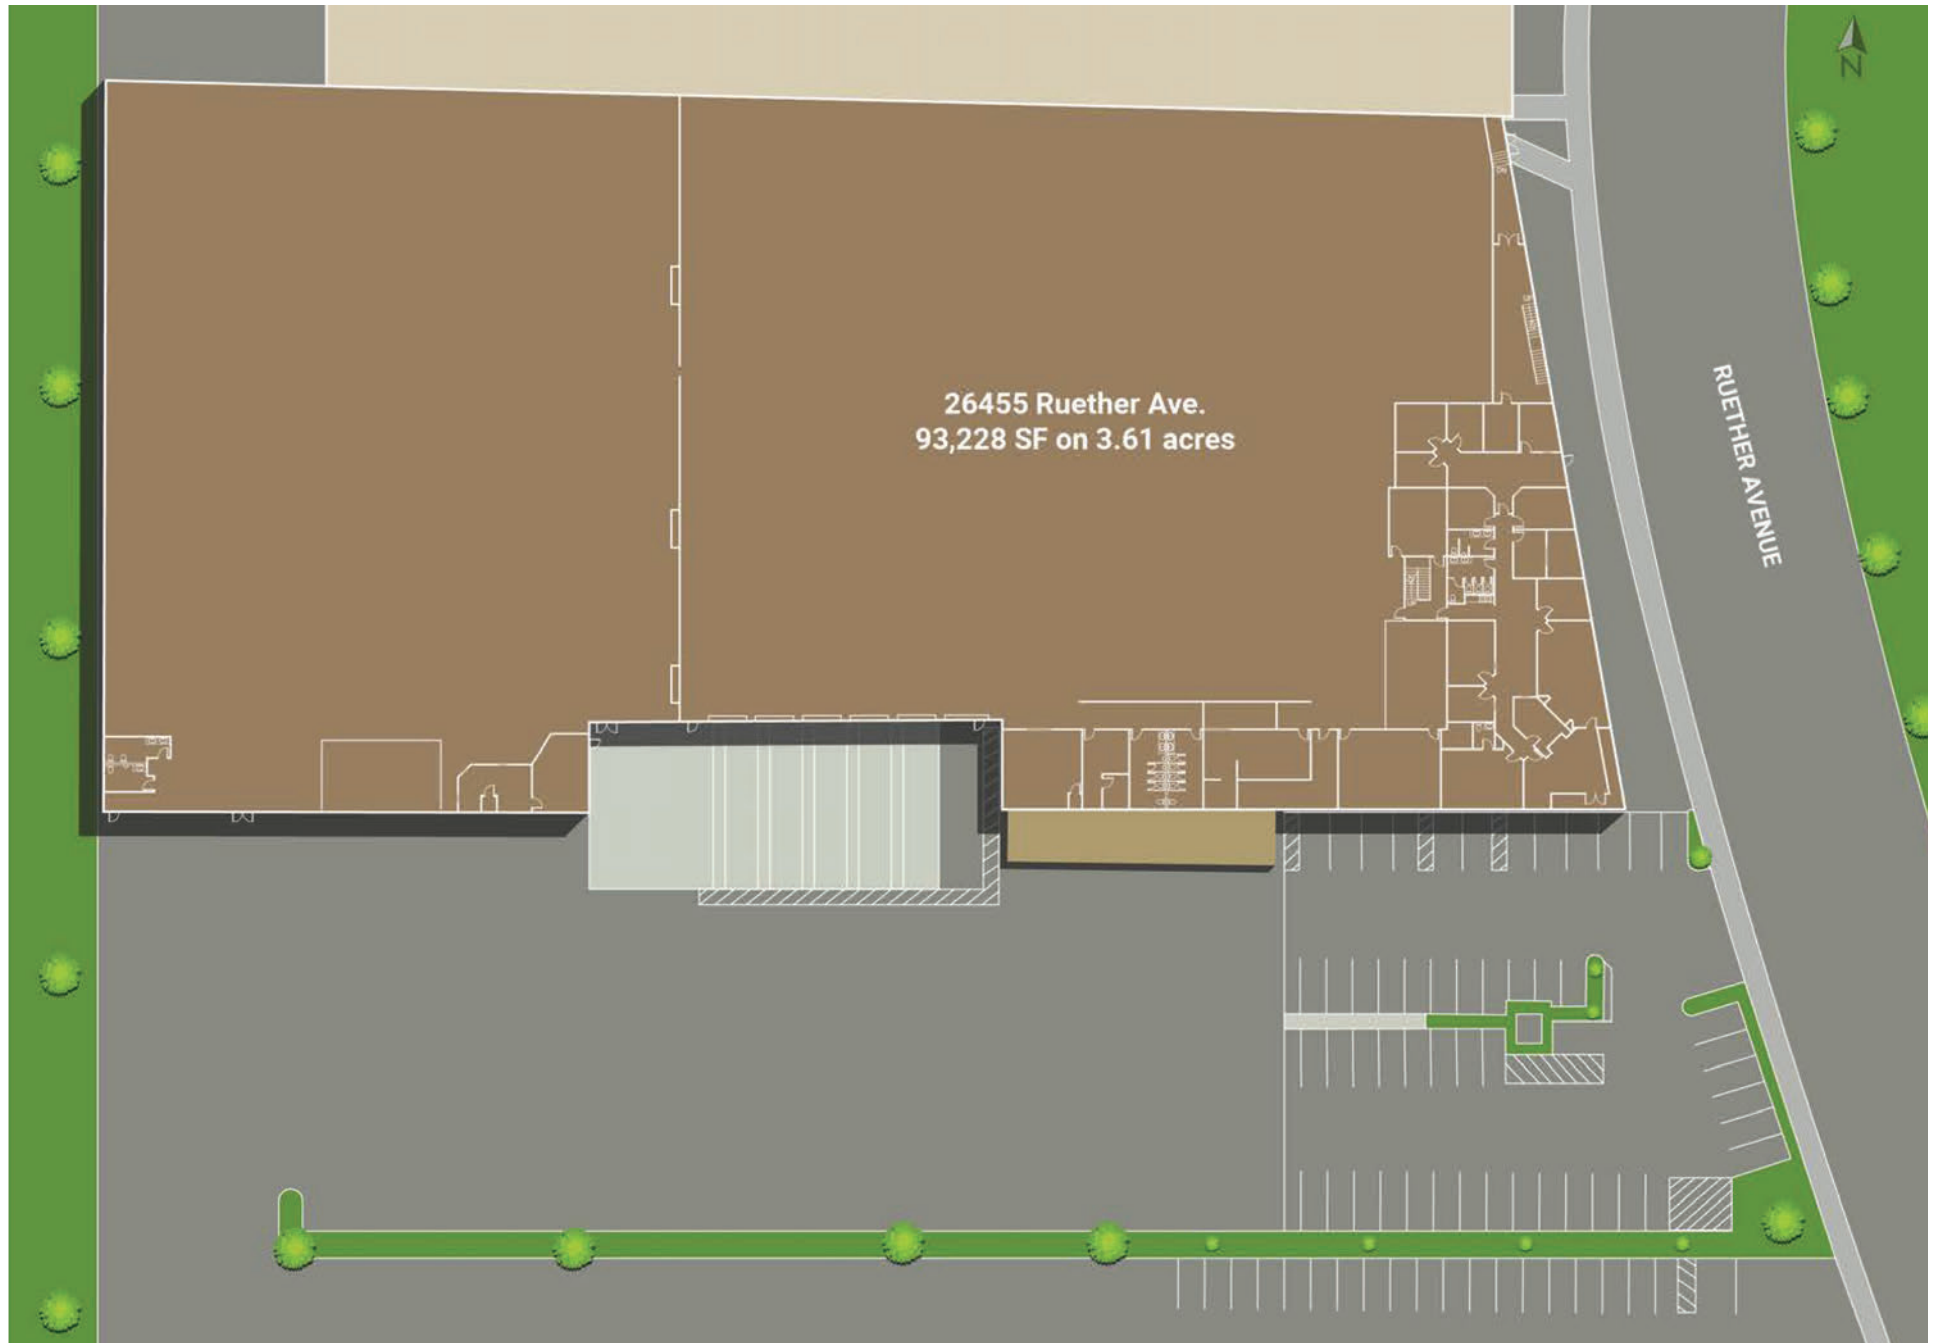 N
26455 Ruether Ave.
93,228 SF on 3.61 acres
RUETHER AVENUE